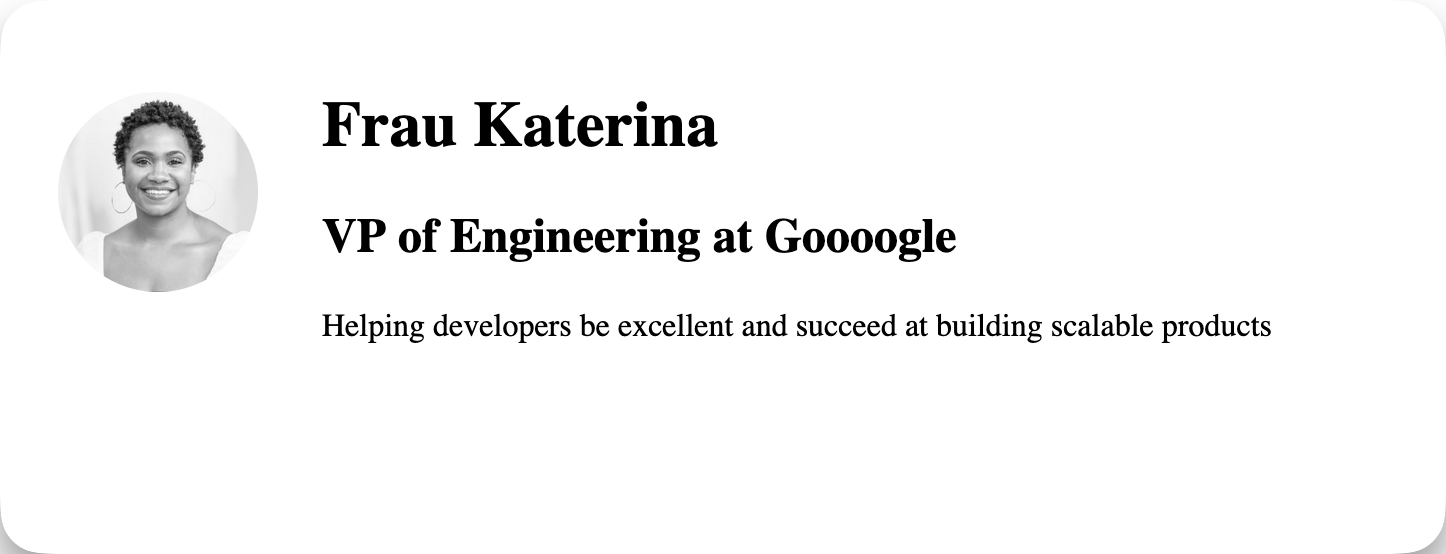 Frau Katerina
VP of Engineering at Goooogle
Helping developers be excellent and succeed at building scalable products